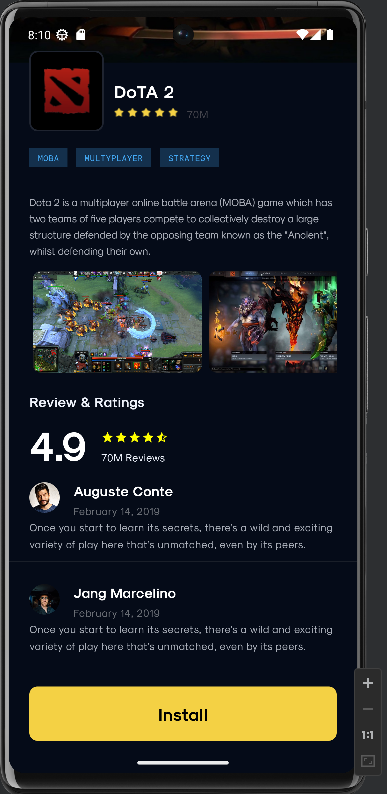 8:10
DoTA 2
70M
MOBA MULTYPLAYER STRATEGY
Dota 2 is a multiplayer online battle arena (MOBA) game which has
two teams of five players compete to collectively destroy a large
structure defended by the opposing team known as the "Ancient",
whilst defending their own.
Review & Ratings
4.9
70M Reviews
Auguste Conte
February 14, 2019
Once you start to learn its secrets, there's a wild and exciting
variety of play here that's unmatched, even by its peers.
Jang Marcelino
February 14, 2019
Once you start to learn its secrets, there's a wild and exciting
variety of play here that's unmatched, even by its peers.
Install
1:1